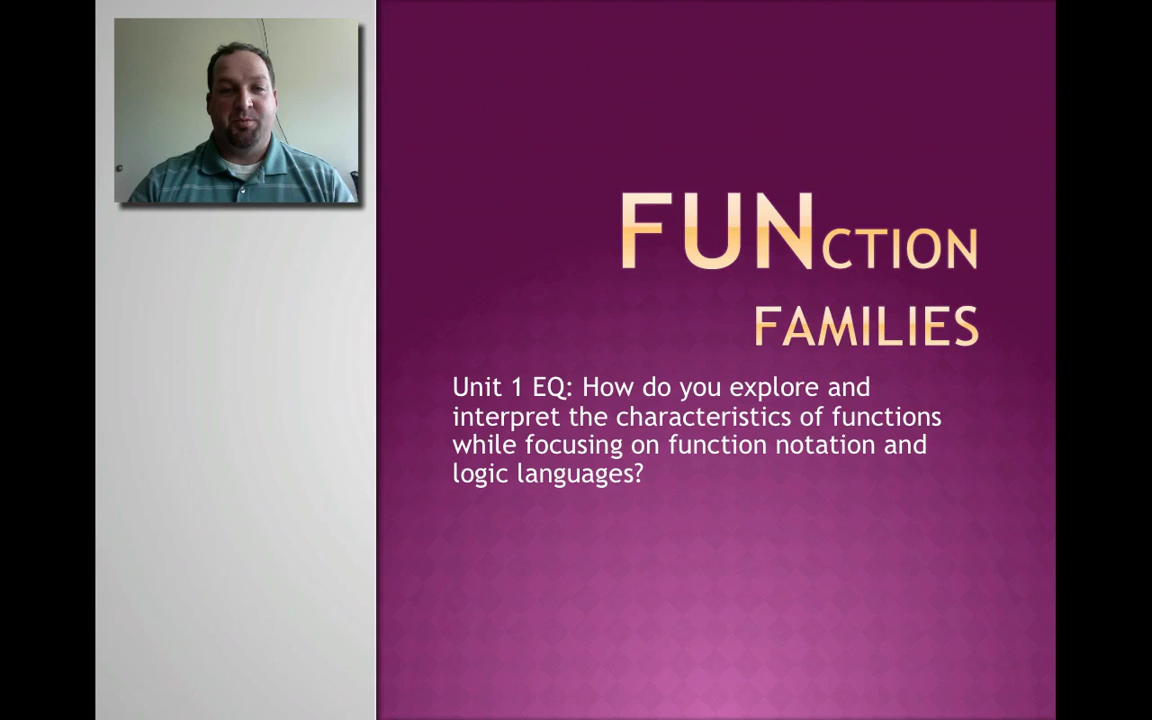 FUNCTION
FAMILIES
Unit 1 EQ: How do you explore and
interpret the characteristics of functions
while focusing on function notation and
logic languages?